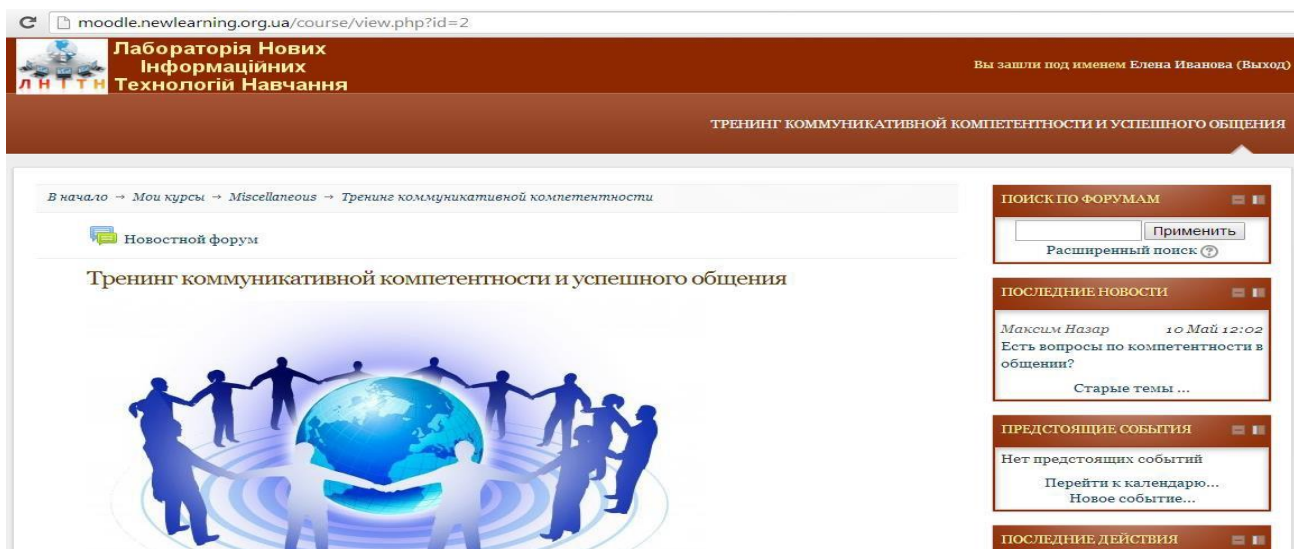 moodle.newlearning.org.ua/course/view.php?id=2
Лабораторія Нових
Інформаційних
Технологій Навчання
ЛНІТН
Вы зашли под именем Елена Иванова (Выход)
ТРЕНИНГ КОММУНИКАТИВНОЙ КОМПЕТЕНТНОСТИ И УСПЕШНОГО ОБЩЕНИЯ
В начало → Мои курсы → Miscellaneous → Тренинг коммуникативной компетентности
Новостной форум
Тренинг коммуникативной компетентности и успешного общения
ПОИСК ПО ФОРУМАМ
Применить
Расширенный поиск
ПОСЛЕДНИЕ НОВОСТИ
Максим Назар 10 Май 12:02
Есть вопросы по компетентности в
общении?
Старые темы ...
ПРЕДСТОЯЩИЕ СОБЫТИЯ
Нет предстоящих событий
Перейти к календарю...
Новое событие...
ПОСЛЕДНИЕ ДЕЙСТВИЯ